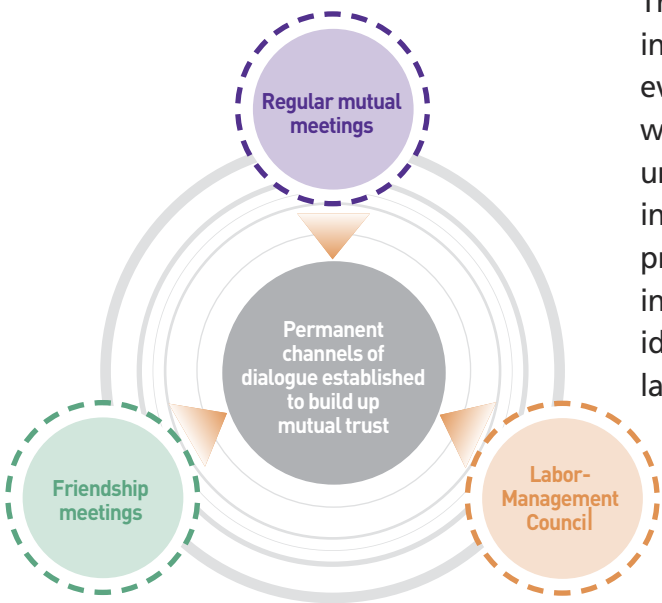 Regular mutual
meetings
Permanent
channels of
dialogue established
to build up
mutual trust
Friendship
meetings
Labor-
Management
Council